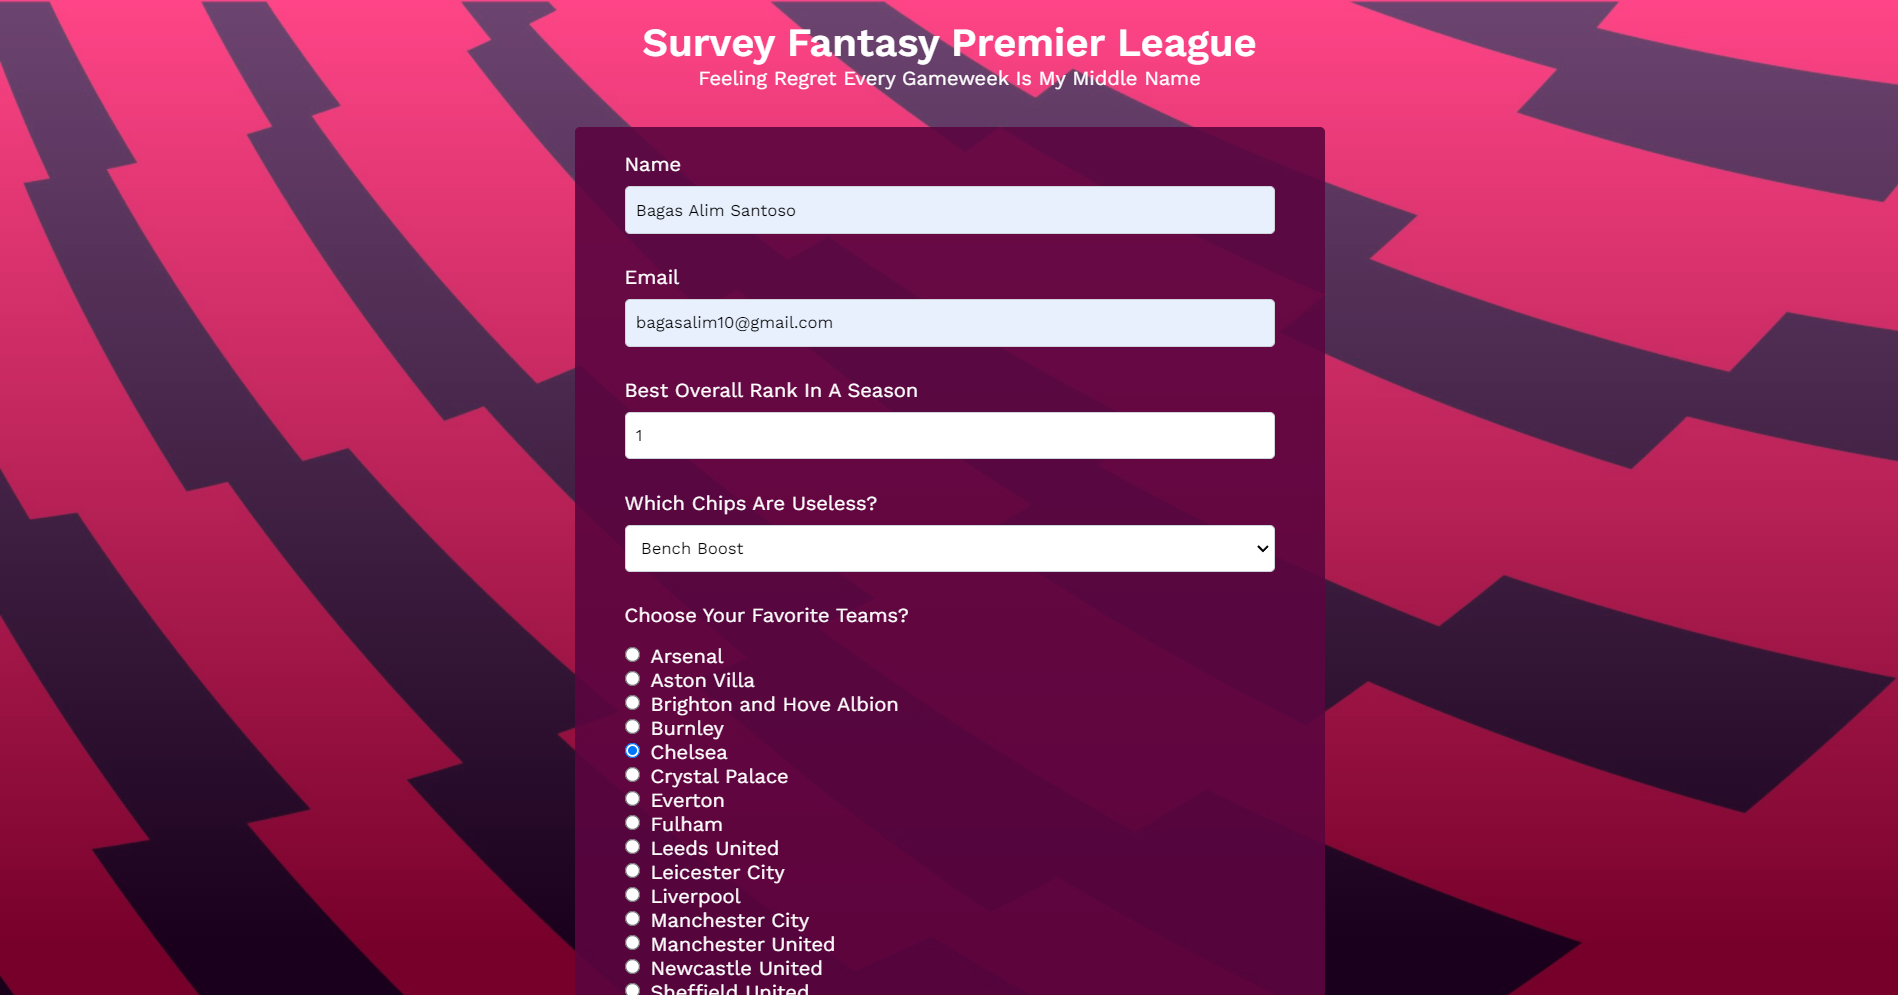 Survey Fantasy Premier League
Feeling Regret Every Gameweek Is My Middle Name
Name
Bagas Alim Santoso
Email
bagasalim10@gmail.com
Best Overall Rank In A Season
1
Which Chips Are Useless?
Bench Boost
Choose Your Favorite Teams?
Arsenal
Aston Villa
Brighton and Hove Albion
Burnley
Chelsea
Crystal Palace
Everton
Fulham
Leeds United
Leicester City
Liverpool
Manchester City
Manchester United
Newcastle United
Sheffield United